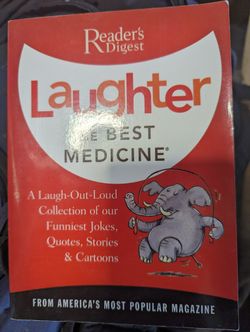 Reader's
Digest
Laughter
THE BEST
MEDICINE®
A Laugh-Out-Loud
Collection of our
Funniest Jokes,
Quotes, Stories
& Cartoons
FROM AMERICA'S MOST POPULAR MAGAZINE